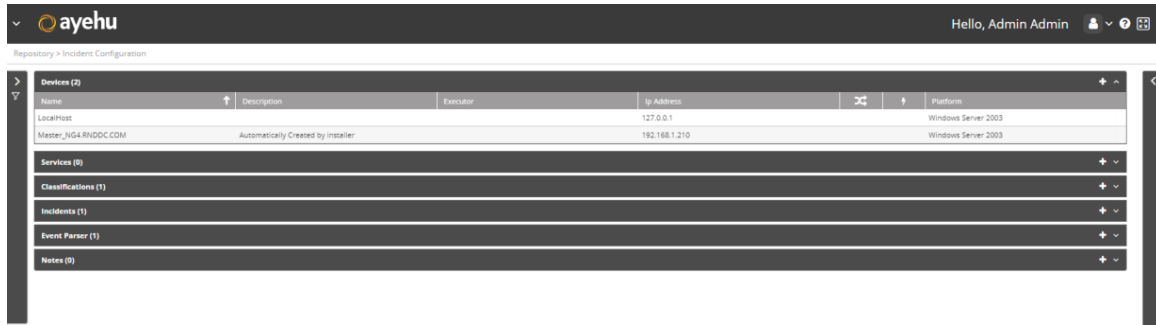 ayehu
Hello, Admin Admin
Repository > Incident Configuration
Devices (2)
Name Description Executor Ip Address Platform
LocalHost 127.0.0.1 Windows Server 2003
Master_NG4.RNDDC.COM Automatically Created by installer 192.168.1.210 Windows Server 2003
Services (0)
Classifications (1)
Incidents (1)
Event Parser (1)
Notes (0)